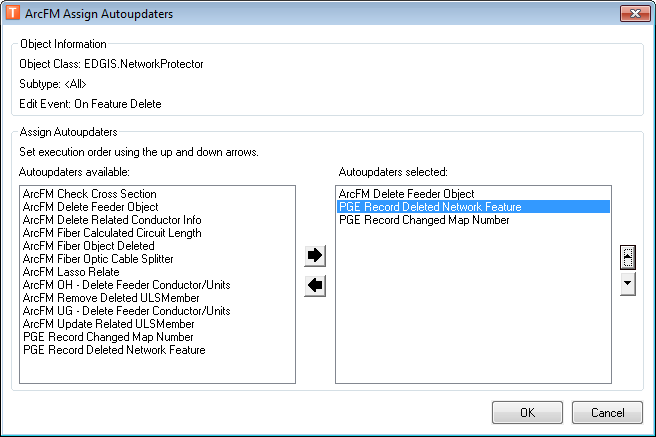 T ArcFM Assign Autoupdaters
Object Information
Object Class: EDGIS.NetworkProtector
Subtype: <All>
Edit Event: On Feature Delete
Assign Autoupdaters
Set execution order using the up and down arrows.
Autoupdaters available:
ArcFM Check Cross Section
ArcFM Delete Feeder Object
ArcFM Delete Related Conductor Info
ArcFM Fiber Calculated Circuit Length
ArcFM Fiber Object Deleted
ArcFM Fiber Optic Cable Splitter
ArcFM Lasso Relate
ArcFM OH - Delete Feeder Conductor/Units
ArcFM Remove Deleted ULSMember
ArcFM UG - Delete Feeder Conductor/Units
ArcFM Update Related ULSMember
PGE Record Changed Map Number
PGE Record Deleted Network Feature
Autoupdaters selected:
ArcFM Delete Feeder Object
PGE Record Deleted Network Feature
PGE Record Changed Map Number
OK
Cancel